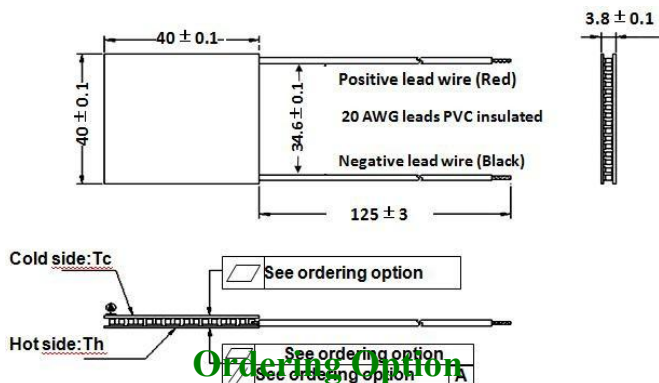 40 ± 0.1
3.8 ± 0.1
40 ± 0.1
34.6 ± 0.1
Positive lead wire (Red)
20 AWG leads PVC insulated
Negative lead wire (Black)
125 ± 3
Cold side:Tc
See ordering option
Hot side:Th
See ordering option
See ordering option A
Ordering Option